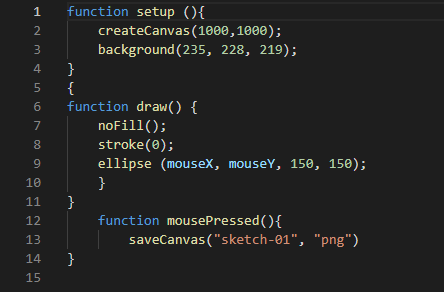 1 function setup (){
2     createCanvas(1000,1000);
3     background(235, 228, 219);
4 }
5 {
6 function draw() {
7     noFill();
8     stroke(0);
9     ellipse (mouseX, mouseY, 150, 150);
10     }
11 }
12     function mousePressed(){
13         saveCanvas("sketch-01", "png")
14 }
15